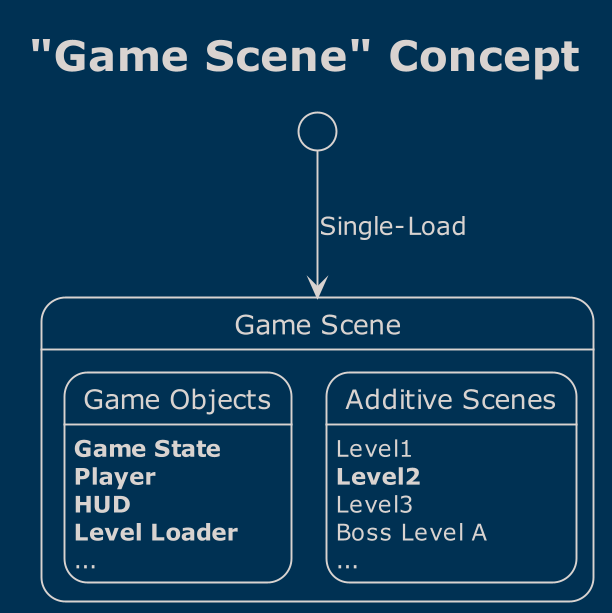 "Game Scene" Concept
Single-Load
Game Scene
Game Objects
Game State
Player
HUD
Level Loader
...
Additive Scenes
Level1
Level2
Level3
Boss Level A
...